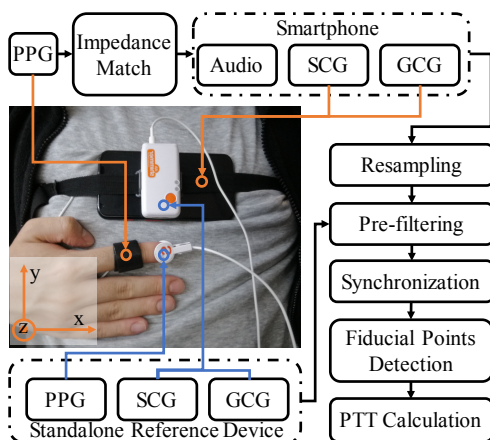 Smartphone
PPG
Impedance
Match
Audio
SCG
GCG
Resampling
Pre-filtering
Synchronization
Fiducial Points
Detection
PTT Calculation
y
z
x
PPG
SCG
GCG
Standalone Reference Device